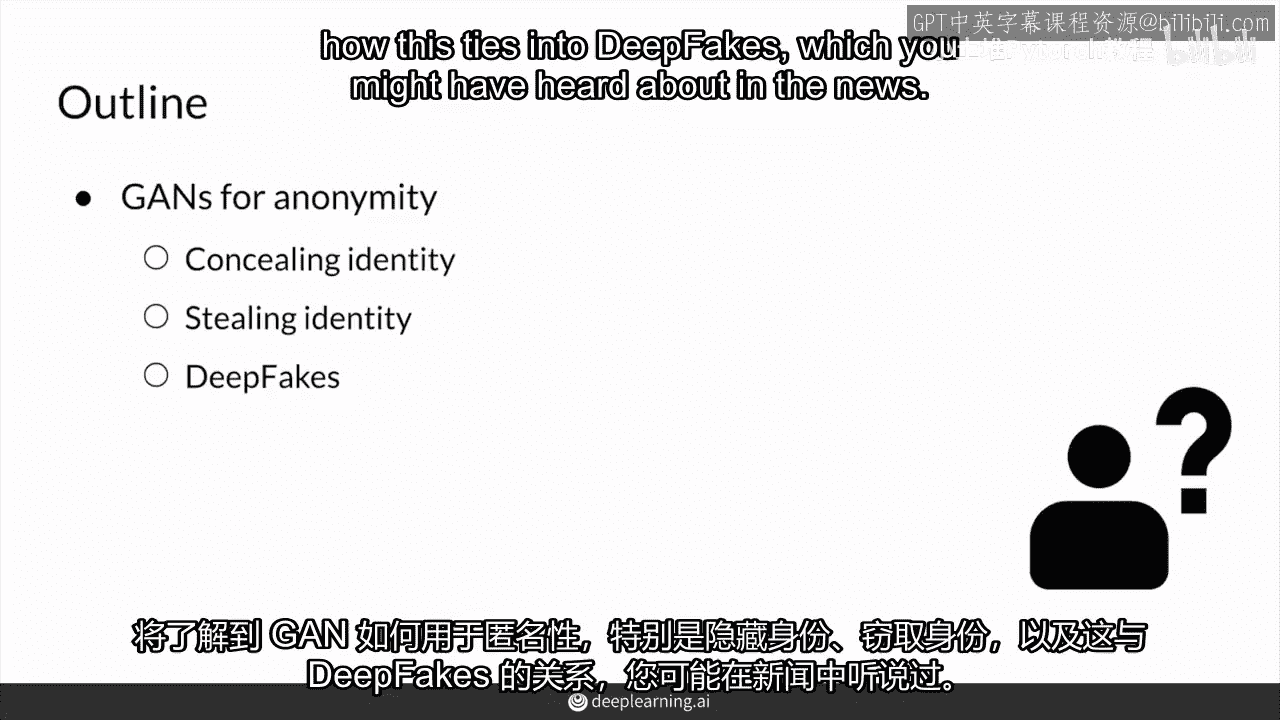 GPT中英字幕课程资源@bilibili.com
how this ties into DeepFakes, which you
might have heard about in the news.
Outline
● GANs for anonymity
○ Concealing identity
○ Stealing identity
○ DeepFakes
?
将了解到 GAN 如何用于匿名性，特别是隐藏身份、窃取身份，以及这与
DeepFakes 的关系，您可能在新闻中听说过。
deeplearning.ai